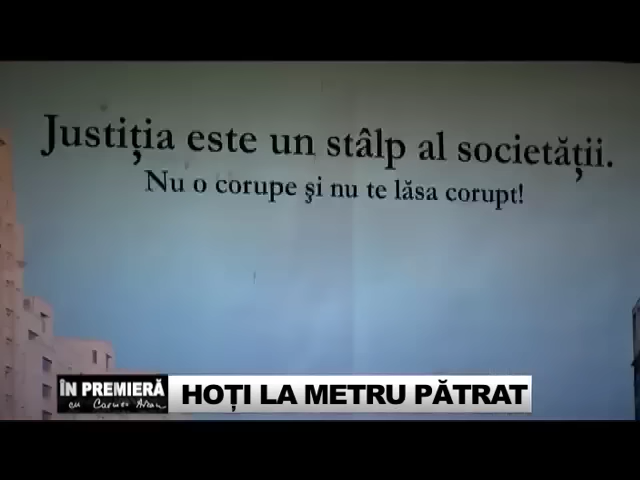 Justiția este un stâlp al societății.
Nu o corupe şi nu te lăsa corupt!
ÎN PREMIERĂ
cu Carmen Avram
HOȚI LA METRU PĂTRAT